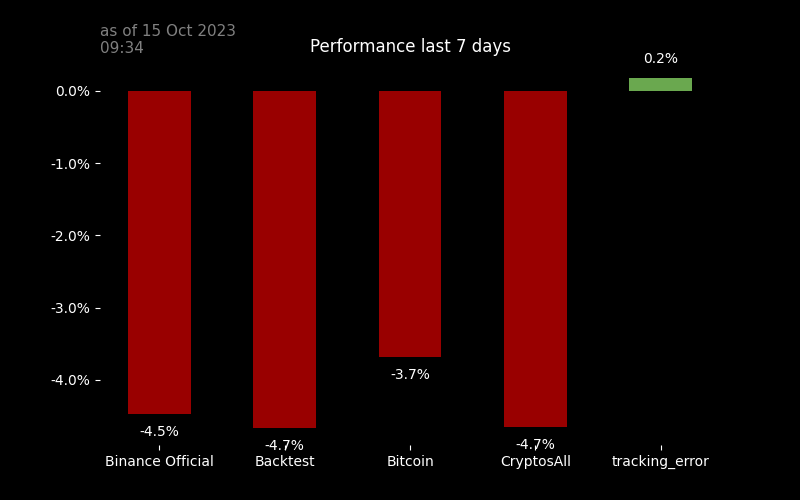 as of 15 Oct 2023
09:34
Performance last 7 days
0.2%
0.0%
-1.0%
-2.0%
-3.0%
-4.0%
-3.7%
-4.5%
-4.7%
-4.7%
Binance Official
Backtest
Bitcoin
CryptosAll
tracking_error